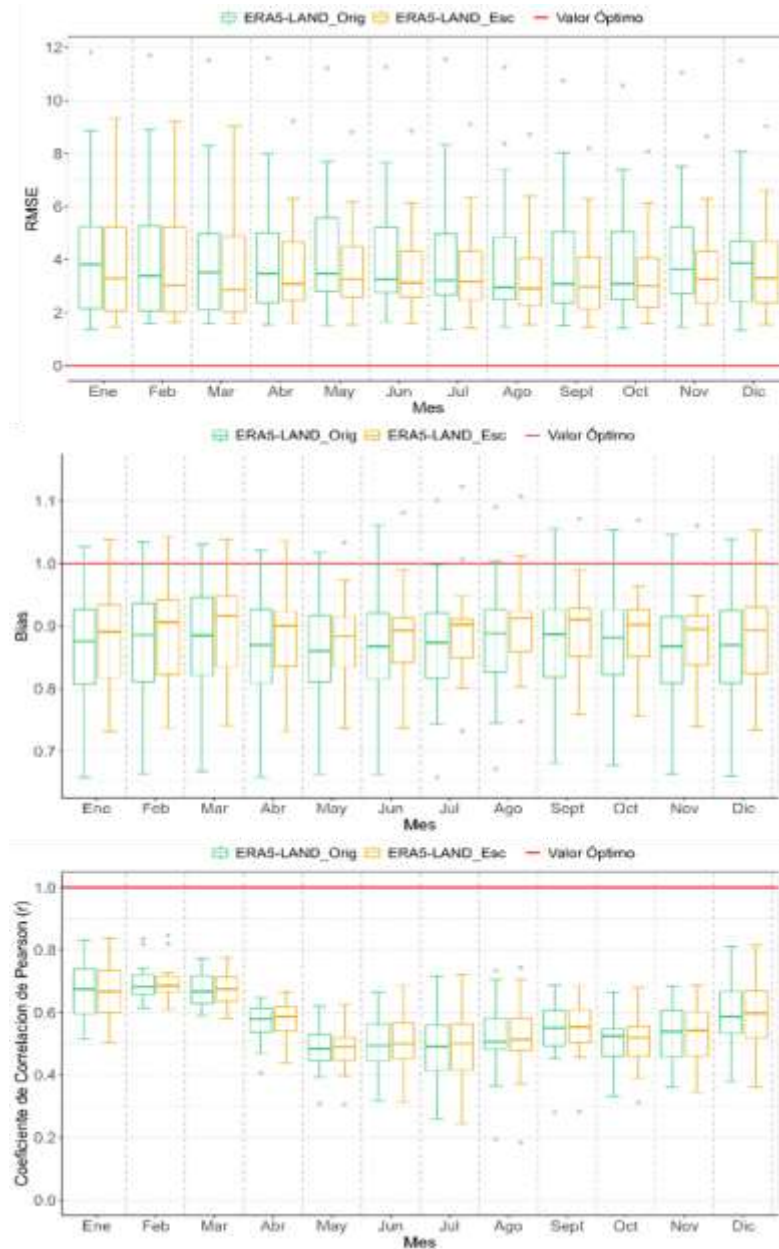 ERA5-LAND_Orig ERA5-LAND_Esc Valor Óptimo
12
10
8
6
4
2
0
RMSE
Ene Feb Mar Abr May Jun Jul Ago Sept Oct Nov Dic
Mes
ERA5-LAND_Orig ERA5-LAND_Esc Valor Óptimo
1.1
1.0
0.9
0.8
0.7
Bias
Ene Feb Mar Abr May Jun Jul Ago Sept Oct Nov Dic
Mes
ERA5-LAND_Orig ERA5-LAND_Esc Valor Óptimo
1.0
0.8
0.6
0.4
0.2
0.0
Coeficiente de Correlacion de Pearson (r)
Ene Feb Mar Abr May Jun Jul Ago Sept Oct Nov Dic
Mes